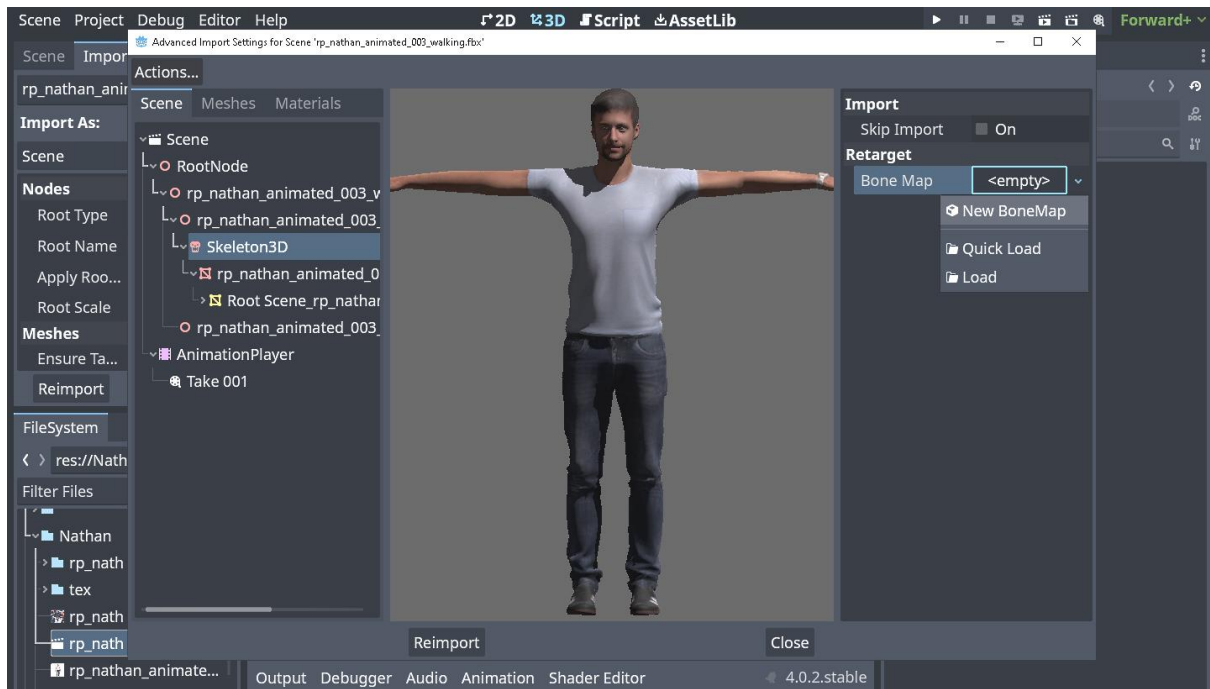 Scene Project Debug Editor Help 2D 3D Script AssetLib Forward+
Advanced Import Settings for Scene 'rp_nathan_animated_003_walking.fbx'
Scene Impor
Actions...
rp_nathan_anin
Scene Meshes Materials
Import
Import As:
Skip Import On
Scene
Scene
Retarget
RootNode
Bone Map <empty>
Nodes
rp_nathan_animated_003_w
New BoneMap
Root Type
rp_nathan_animated_003_
Root Name
Skeleton3D
Quick Load
Apply Roo...
rp_nathan_animated_0
Load
Root Scale
Root Scene_rp_nathan
Meshes
rp_nathan_animated_003_
Ensure Ta...
AnimationPlayer
Reimport
Take 001
FileSystem
res://Nath
Filter Files
Nathan
rp_nath
tex
rp_nath
rp_nath
Reimport Close
rp_nathan_animate...
Output Debugger Audio Animation Shader Editor 4.0.2.stable